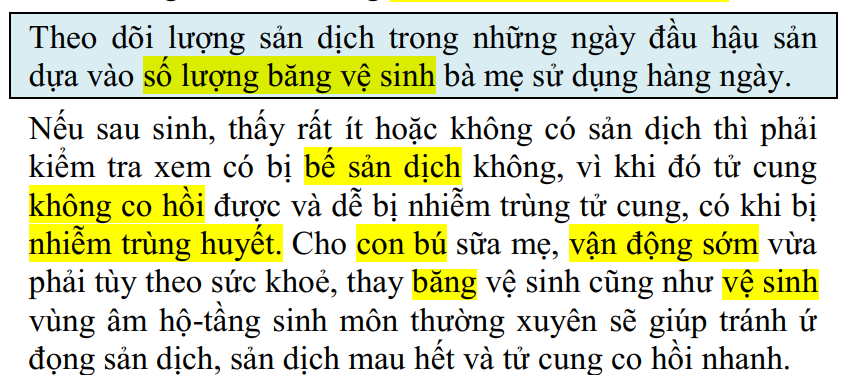 Theo dõi lượng sản dịch trong những ngày đầu hậu sản
dựa vào số lượng băng vệ sinh bà mẹ sử dụng hàng ngày.
Nếu sau sinh, thấy rất ít hoặc không có sản dịch thì phải
kiểm tra xem có bị bế sản dịch không, vì khi đó tử cung
không co hồi được và dễ bị nhiễm trùng tử cung, có khi bị
nhiễm trùng huyết. Cho con bú sữa mẹ, vận động sớm vừa
phải tùy theo sức khoẻ, thay băng vệ sinh cũng như vệ sinh
vùng âm hộ-tầng sinh môn thường xuyên sẽ giúp tránh ứ
đọng sản dịch, sản dịch mau hết và tử cung co hồi nhanh.